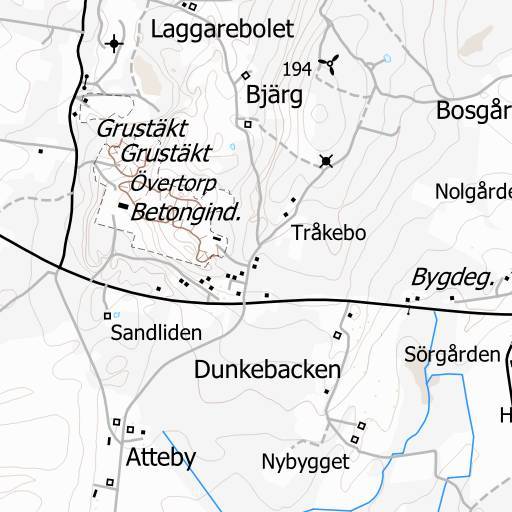 Laggarebolet
194
Bjärg
Bosgår
Grustäkt
Grustäkt
Övertorp
Nolgårde
Betongind.
Tråkebo
Bygdeg.
Sandliden
Sörgården
Dunkebacken
H
Atteby
Nybygget